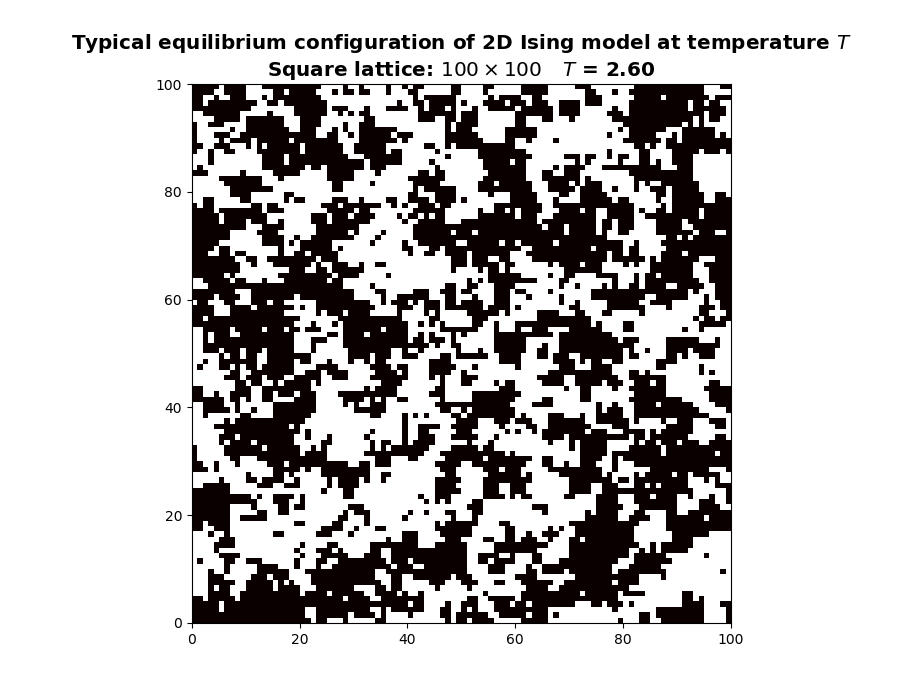 Typical equilibrium configuration of 2D Ising model at temperature T
Square lattice: 100 × 100 T = 2.60
100
80
60
40
20
0
0 20 40 60 80 100